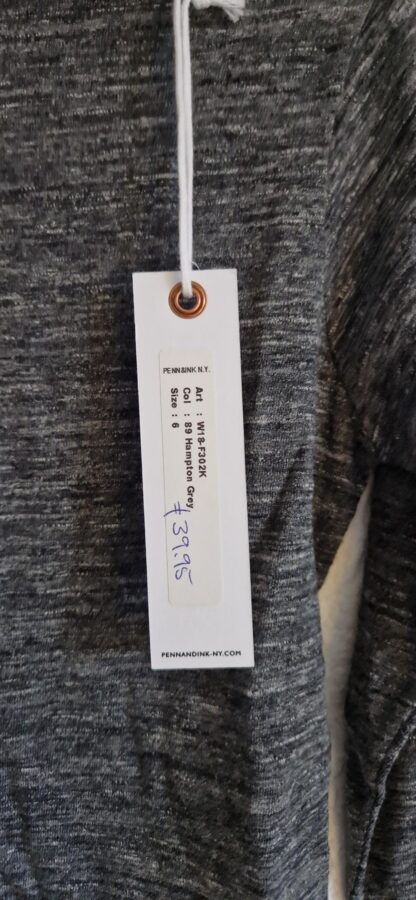 PENN&INK N.Y.
Art : W18-F302K
Col : 89 Hampton Grey
Size : 6
€39.95
PENNANDINK-NY.COM